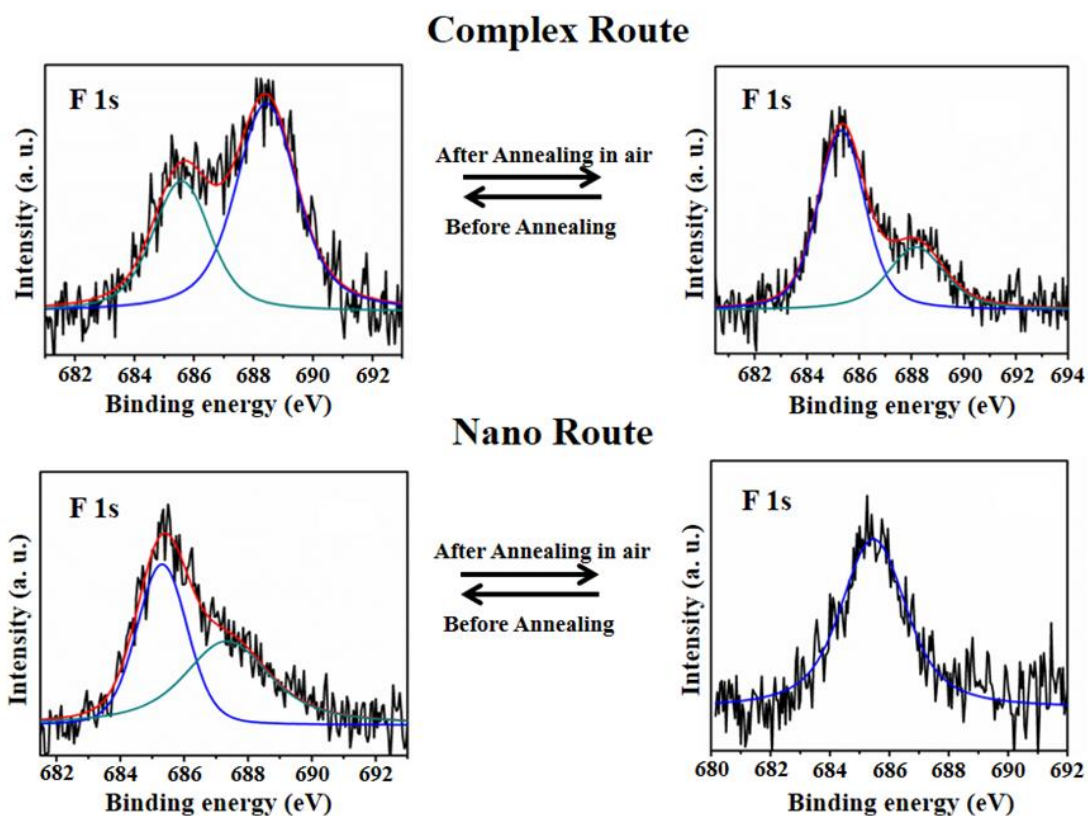 Complex Route
F 1s
Intensity (a. u.)
682 684 686 688 690 692
Binding energy (eV)
After Annealing in air
Before Annealing
F 1s
Intensity (a. u.)
682 684 686 688 690 692 694
Binding energy (eV)
Nano Route
F 1s
Intensity (a. u.)
682 684 686 688 690 692
Binding energy (eV)
After Annealing in air
Before Annealing
F 1s
Intensity (a. u.)
680 682 684 686 688 690 692
Binding energy (eV)